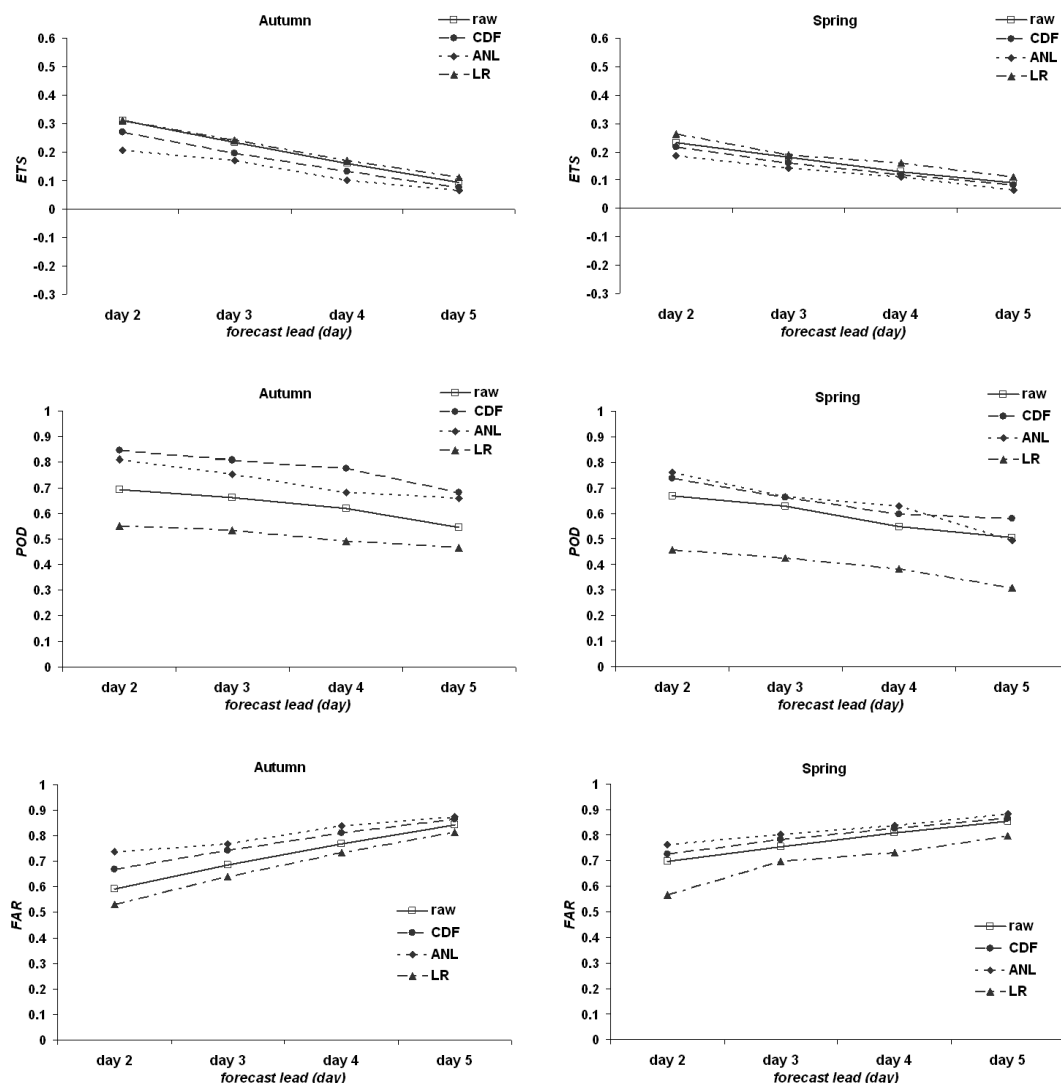 Autumn
raw
CDF
ANL
LR
0.6
0.5
0.4
0.3
0.2
0.1
0
-0.1
-0.2
-0.3
ETS
day 2 day 3 day 4 day 5
forecast lead (day)
Spring
raw
CDF
ANL
LR
0.6
0.5
0.4
0.3
0.2
0.1
0
-0.1
-0.2
-0.3
ETS
day 2 day 3 day 4 day 5
forecast lead (day)
Autumn
raw
CDF
ANL
LR
1
0.9
0.8
0.7
0.6
0.5
0.4
0.3
0.2
0.1
0
POD
day 2 day 3 day 4 day 5
forecast lead (day)
Spring
raw
CDF
ANL
LR
1
0.9
0.8
0.7
0.6
0.5
0.4
0.3
0.2
0.1
0
POD
day 2 day 3 day 4 day 5
forecast lead (day)
Autumn
1
0.9
0.8
0.7
0.6
0.5
0.4
0.3
0.2
0.1
0
FAR
raw
CDF
ANL
LR
day 2 day 3 day 4 day 5
forecast lead (day)
Spring
1
0.9
0.8
0.7
0.6
0.5
0.4
0.3
0.2
0.1
0
FAR
raw
CDF
ANL
LR
day 2 day 3 day 4 day 5
forecast lead (day)